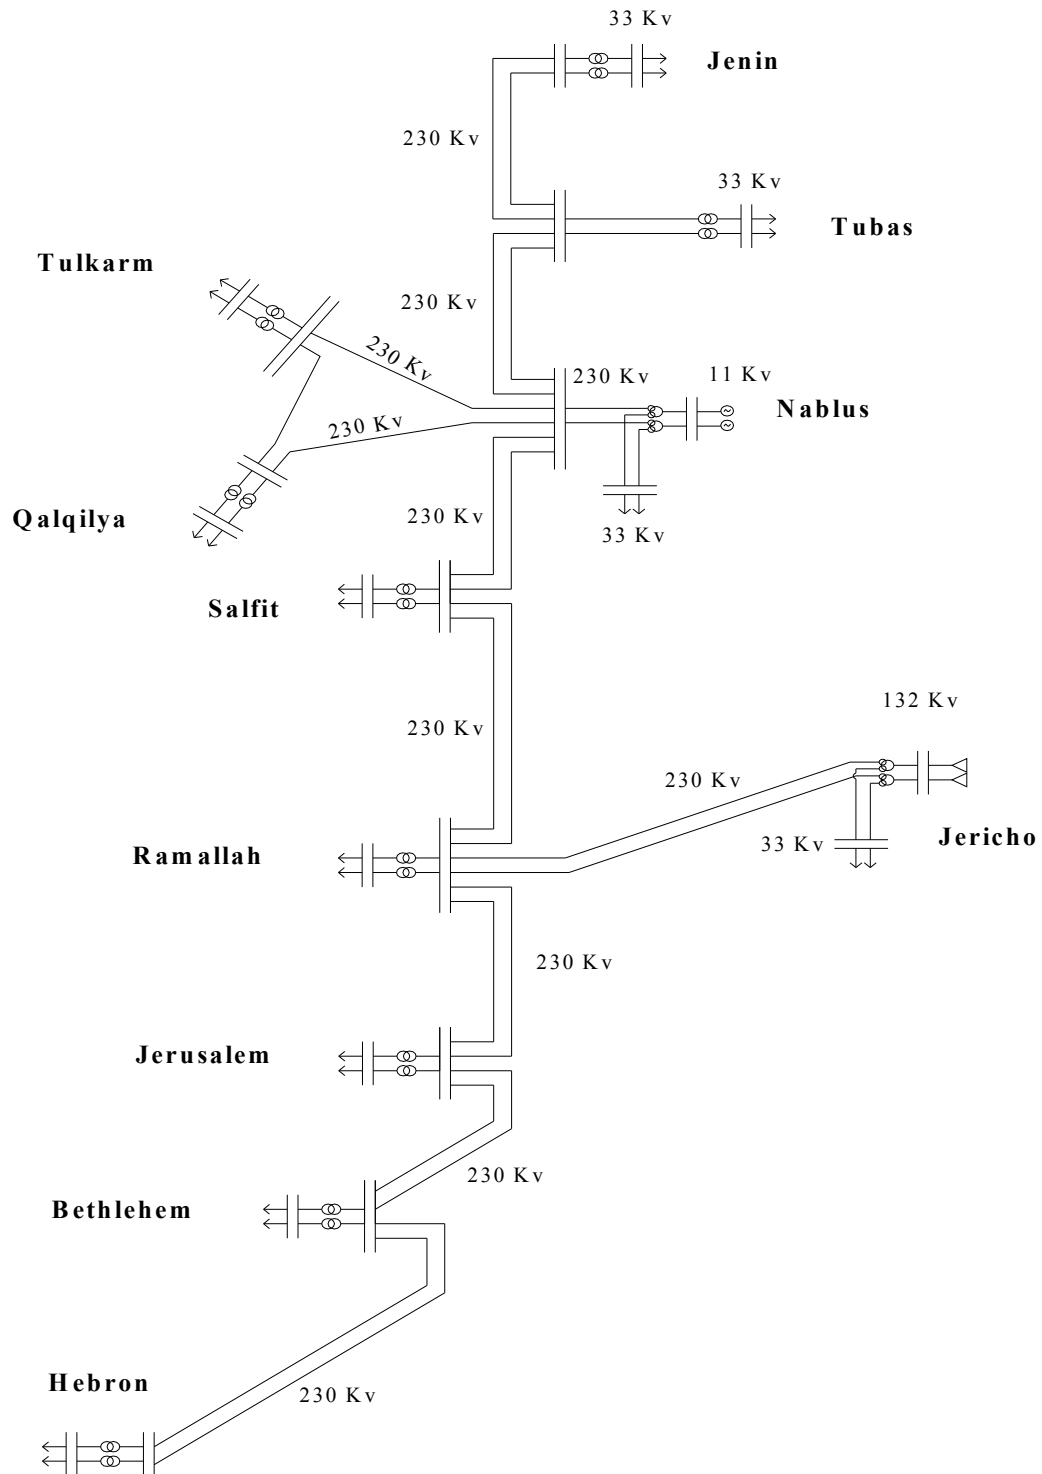 33 Kv
Jenin
230 Kv
33 Kv
Tubas
Tulkarm
230 Kv
230 Kv
230 Kv
11 Kv
Nablus
230 Kv
Qalqilya
230 Kv
33 Kv
Salfit
132 Kv
230 Kv
230 Kv
33 Kv
Jericho
Ramallah
230 Kv
Jerusalem
230 Kv
Bethlehem
Hebron
230 Kv